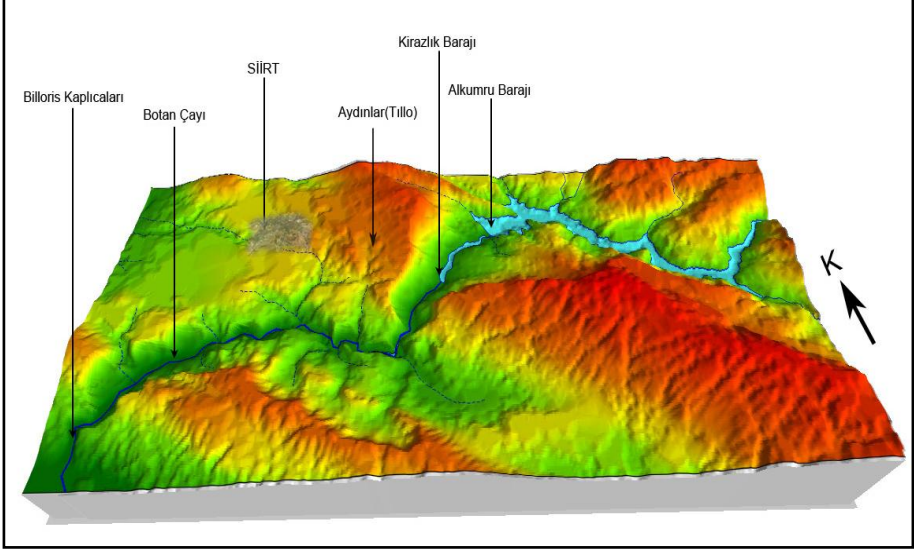 Kirazlık Barajı
SİİRT
Alkumru Barajı
Billoris Kaplıcaları
Botan Çayı
Aydınlar(Tıllo)
K